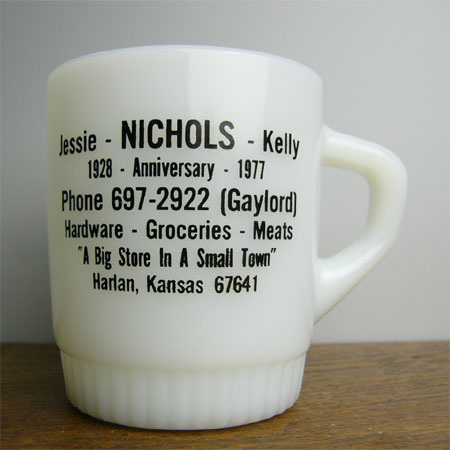 Jessie - NICHOLS - Kelly
1928 - Anniversary - 1977
Phone 697-2922 (Gaylord)
Hardware - Groceries - Meats
"A Big Store In A Small Town"
Harlan, Kansas 67641